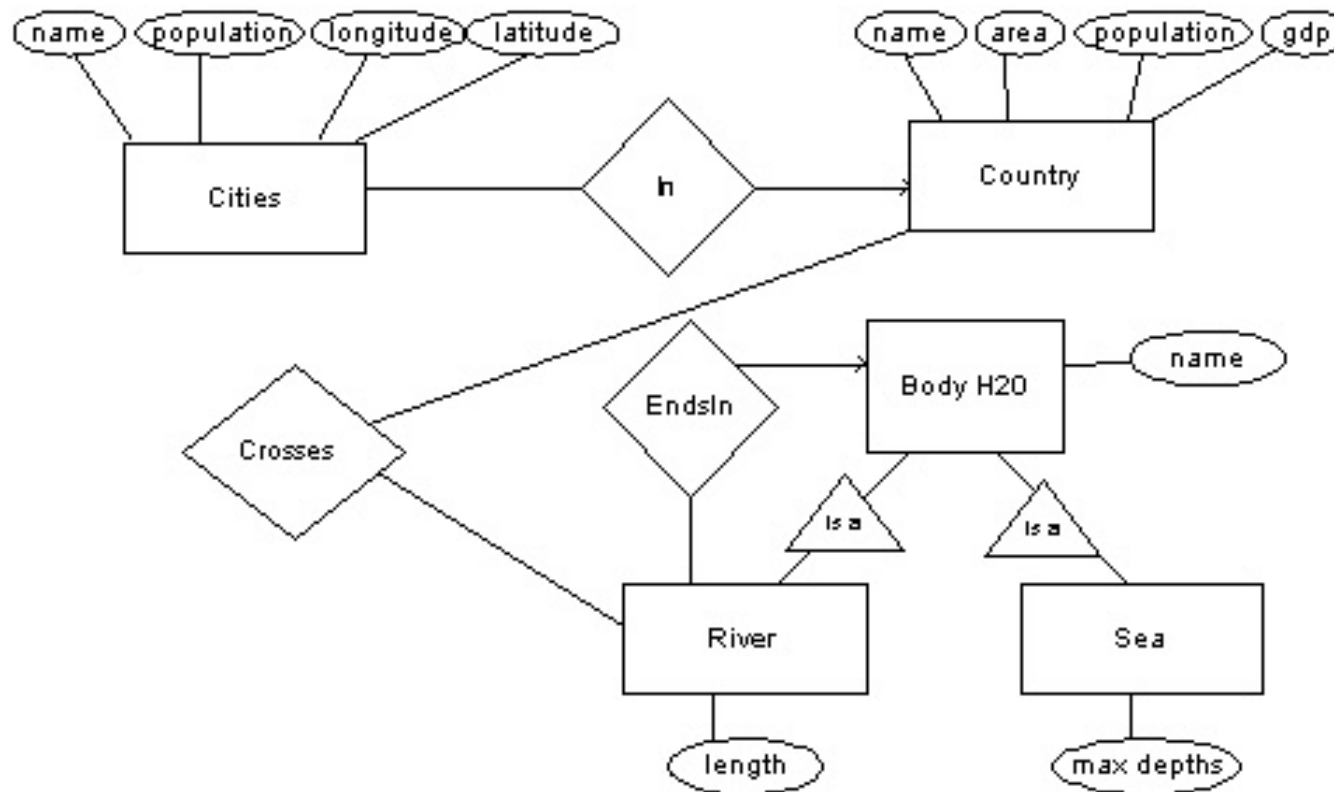 name population longitude latitude name area population gdp
Cities In Country
Crosses EndsIn Body H20 name
is a is a
River Sea
length max depths